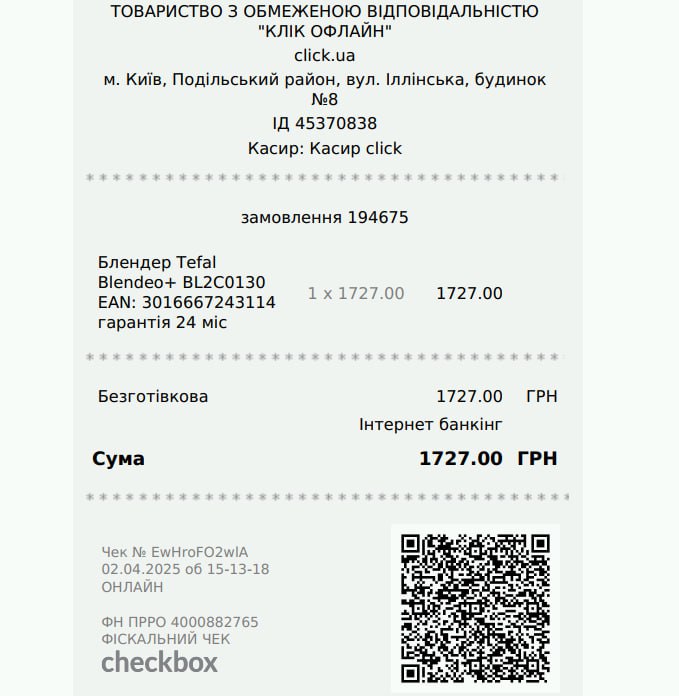 ТОВАРИСТВО З ОБМЕЖЕНОЮ ВІДПОВІДАЛЬНІСТЮ
"КЛІК ОФЛАЙН"
click.ua
м. Київ, Подільський район, вул. Іллінська, будинок
№8
ІД 45370838
Касир: Касир click
замовлення 194675
Блендер Tefal
Blendeo+ BL2C0130
EAN: 3016667243114
гарантія 24 міс
1 x 1727.00 1727.00
Безготівкова 1727.00 ГРН
Інтернет банкінг
Сума 1727.00 ГРН
Чек № EwHroFO2wIA
02.04.2025 об 15-13-18
ОНЛАЙН
ФН ПРРО 4000882765
ФІСКАЛЬНИЙ ЧЕК
checkbox